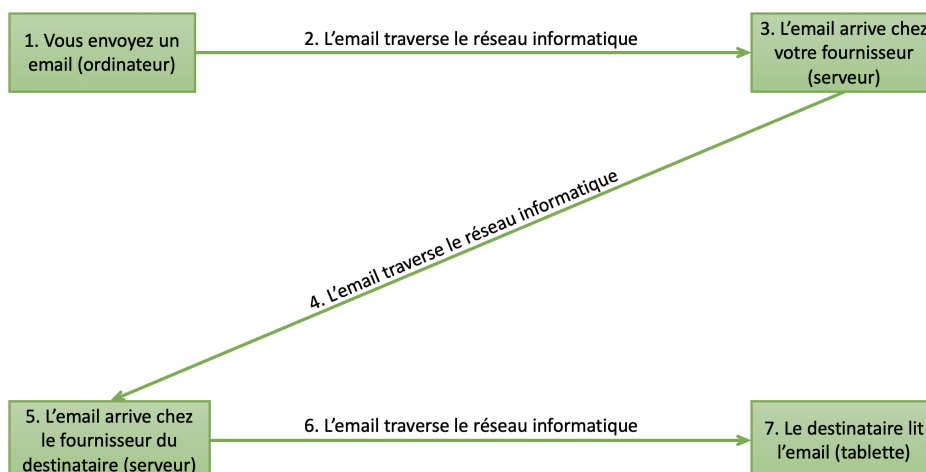 1. Vous envoyez un
email (ordinateur)
2. L’email traverse le réseau informatique
3. L’email arrive chez
votre fournisseur
(serveur)
4. L’email traverse le réseau informatique
5. L’email arrive chez
le fournisseur du
destinataire (serveur)
6. L’email traverse le réseau informatique
7. Le destinataire lit
l’email (tablette)